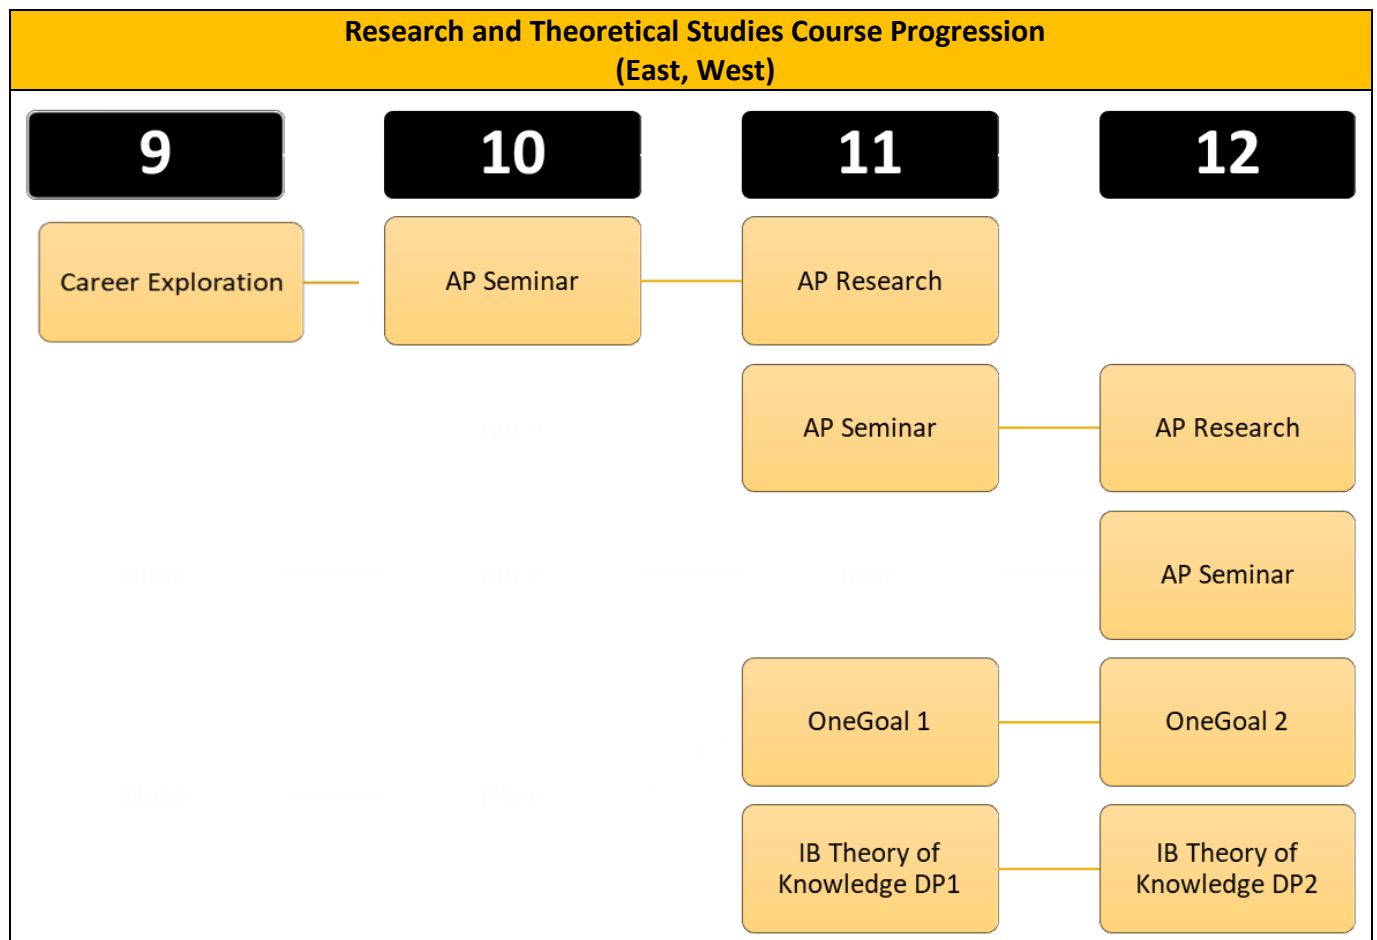 Research and Theoretical Studies Course Progression
(East, West)
9
10
11
12
Career Exploration
AP Seminar
AP Research
AP Seminar
AP Research
AP Seminar
OneGoal 1
OneGoal 2
IB Theory of
Knowledge DP1
IB Theory of
Knowledge DP2